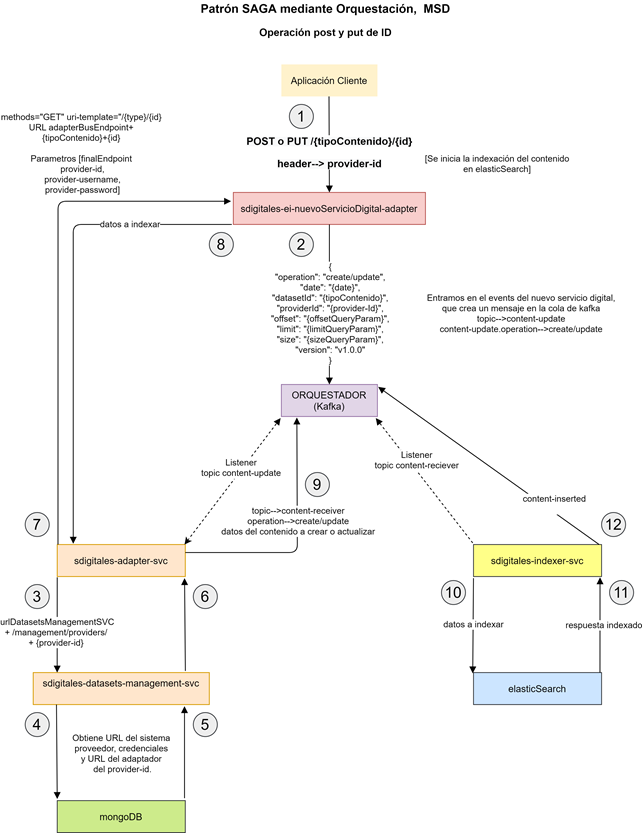 Patrón SAGA mediante Orquestación,  MSD
Operación post y put de ID
Aplicación Cliente
1
methods="GET" uri-template="/{type}/{id}
URL adapterBusEndpoint+
{tipoContenido}+{id}
Parametros [finalEndpoint
provider-id,
provider-username,
provider-password]
POST o PUT /{tipoContenido}/{id}
header--> provider-id
[Se inicia la indexación del contenido
en elasticSearch]
sdigitales-ei-nuevoServicioDigital-adapter
datos a indexar
8
2
{
"operation": "create/update",
"date": "{date}",
"datasetId": "{tipoContenido}",
"providerId": "{provider-Id}",
"offset": "{offsetQueryParam}",
"limit": "{limitQueryParam}",
"size": "{sizeQueryParam}",
"version": "v1.0.0"
}
Entramos en el events del nuevo servicio digital,
que crea un mensaje en la cola de kafka
topic-->content-update
content-update.operation-->create/update
ORQUESTADOR
(Kafka)
Listener
topic content-update
Listener
topic content-reciever
9
topic-->content-receiver
operation-->create/update
datos del contenido a crear o actualizar
content-inserted
7
12
sdigitales-adapter-svc
sdigitales-indexer-svc
3
6
10
11
urlDatasetsManagementSVC
+ /management/providers/
+ {provider-id}
datos a indexar
respuesta indexado
sdigitales-datasets-management-svc
elasticSearch
4
5
Obtiene URL del sistema
proveedor, credenciales
y URL del adaptador
del provider-id.
mongoDB